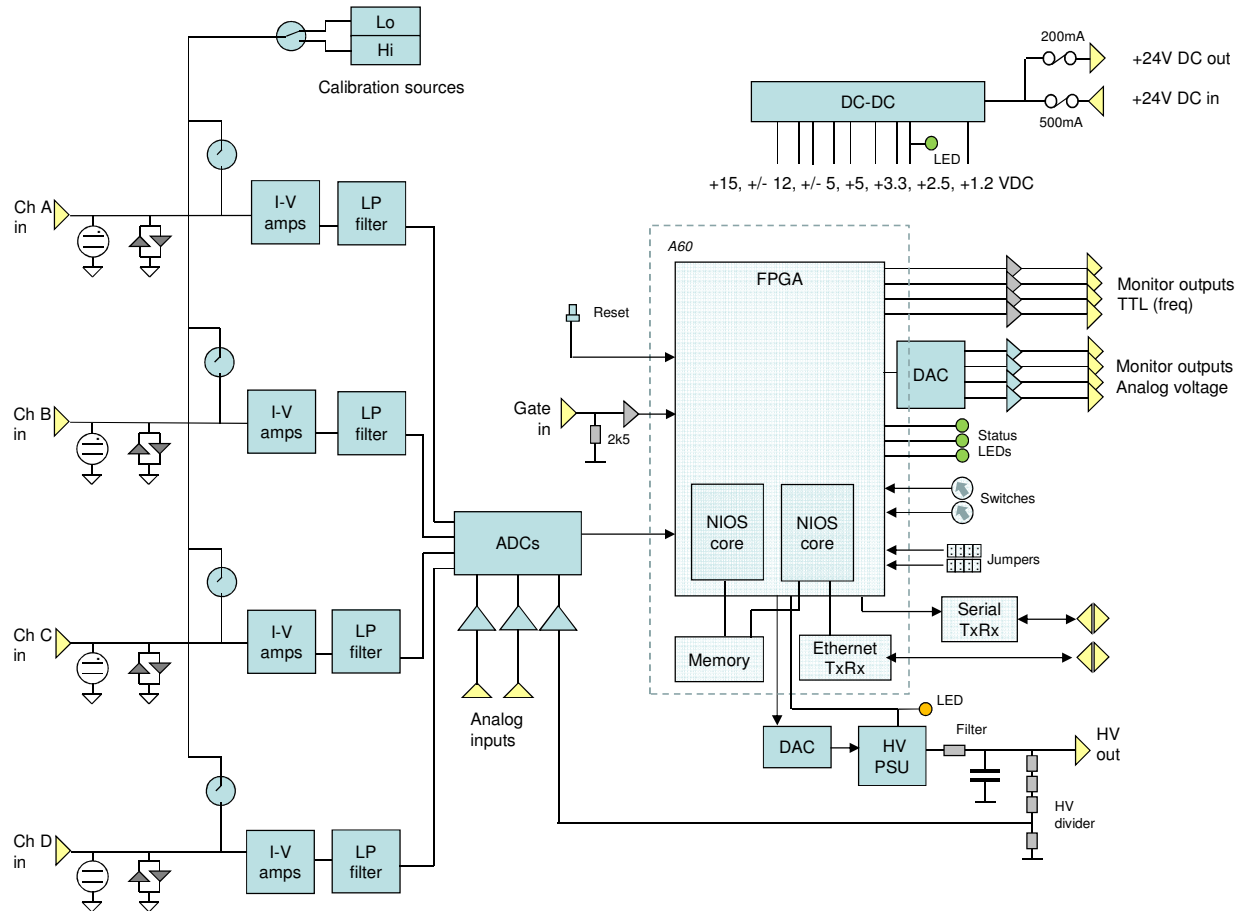 Lo
Hi
Calibration sources
200mA
+24V DC out
DC-DC
+24V DC in
500mA
LED
+15, +/- 12, +/- 5, +5, +3.3, +2.5, +1.2 VDC
Ch A
in
I-V
amps
LP
filter
A60
FPGA
Monitor outputs
TTL (freq)
Reset
DAC
Monitor outputs
Analog voltage
Ch B
in
I-V
amps
LP
filter
Gate
in
2k5
Status
LEDs
Switches
NIOS
core
NIOS
core
ADCs
Jumpers
Serial
TxRx
Ch C
in
I-V
amps
LP
filter
Memory
Ethernet
TxRx
Analog
inputs
LED
DAC
HV
PSU
Filter
HV
out
HV
divider
Ch D
in
I-V
amps
LP
filter